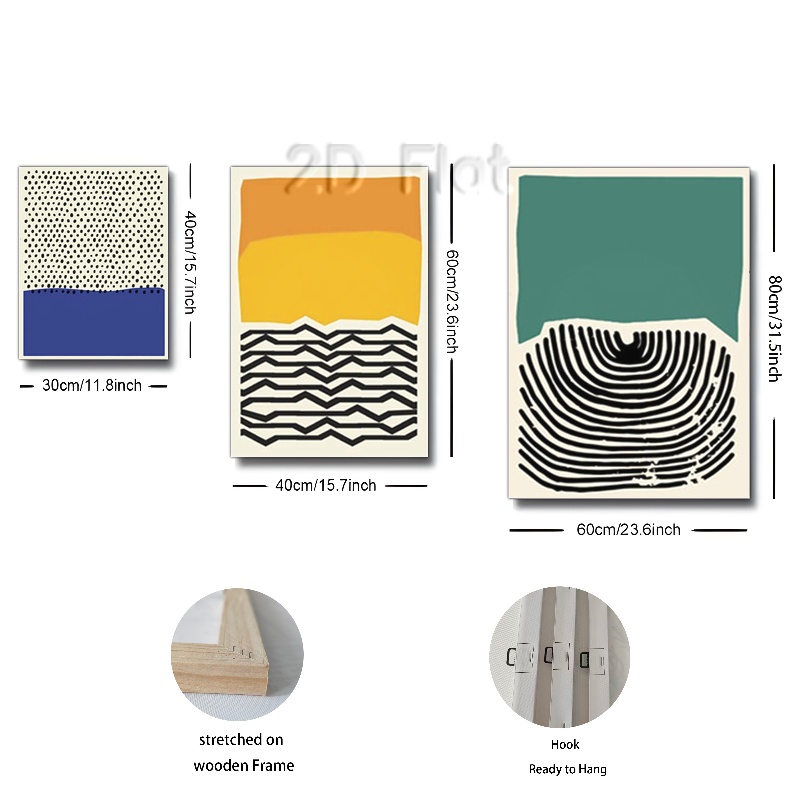 2D Flat
40cm/15.7inch
30cm/11.8inch
60cm/23.6inch
40cm/15.7inch
80cm/31.5inch
60cm/23.6inch
stretched on
wooden Frame
Hook
Ready to Hang